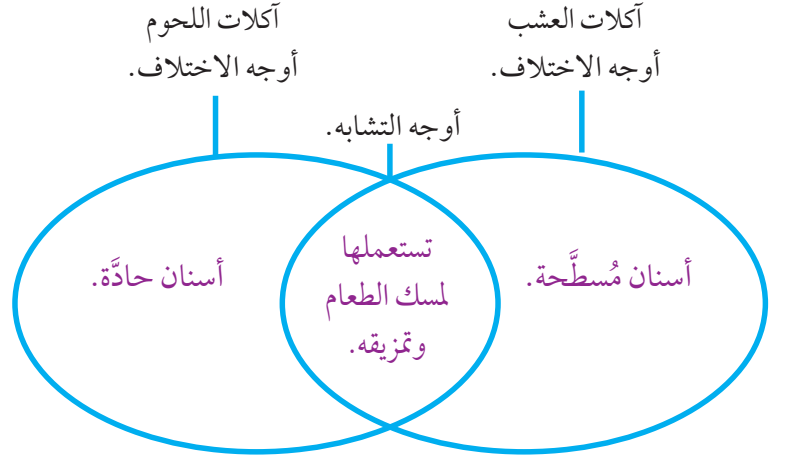 آكلات العشب
أوجه الاختلاف.
آكلات اللحوم
أوجه الاختلاف.
أوجه التشابه.
أسنان مُسطَّحة.
تستعملها
لمسك الطعام
وتمزيقه.
أسنان حادَّة.